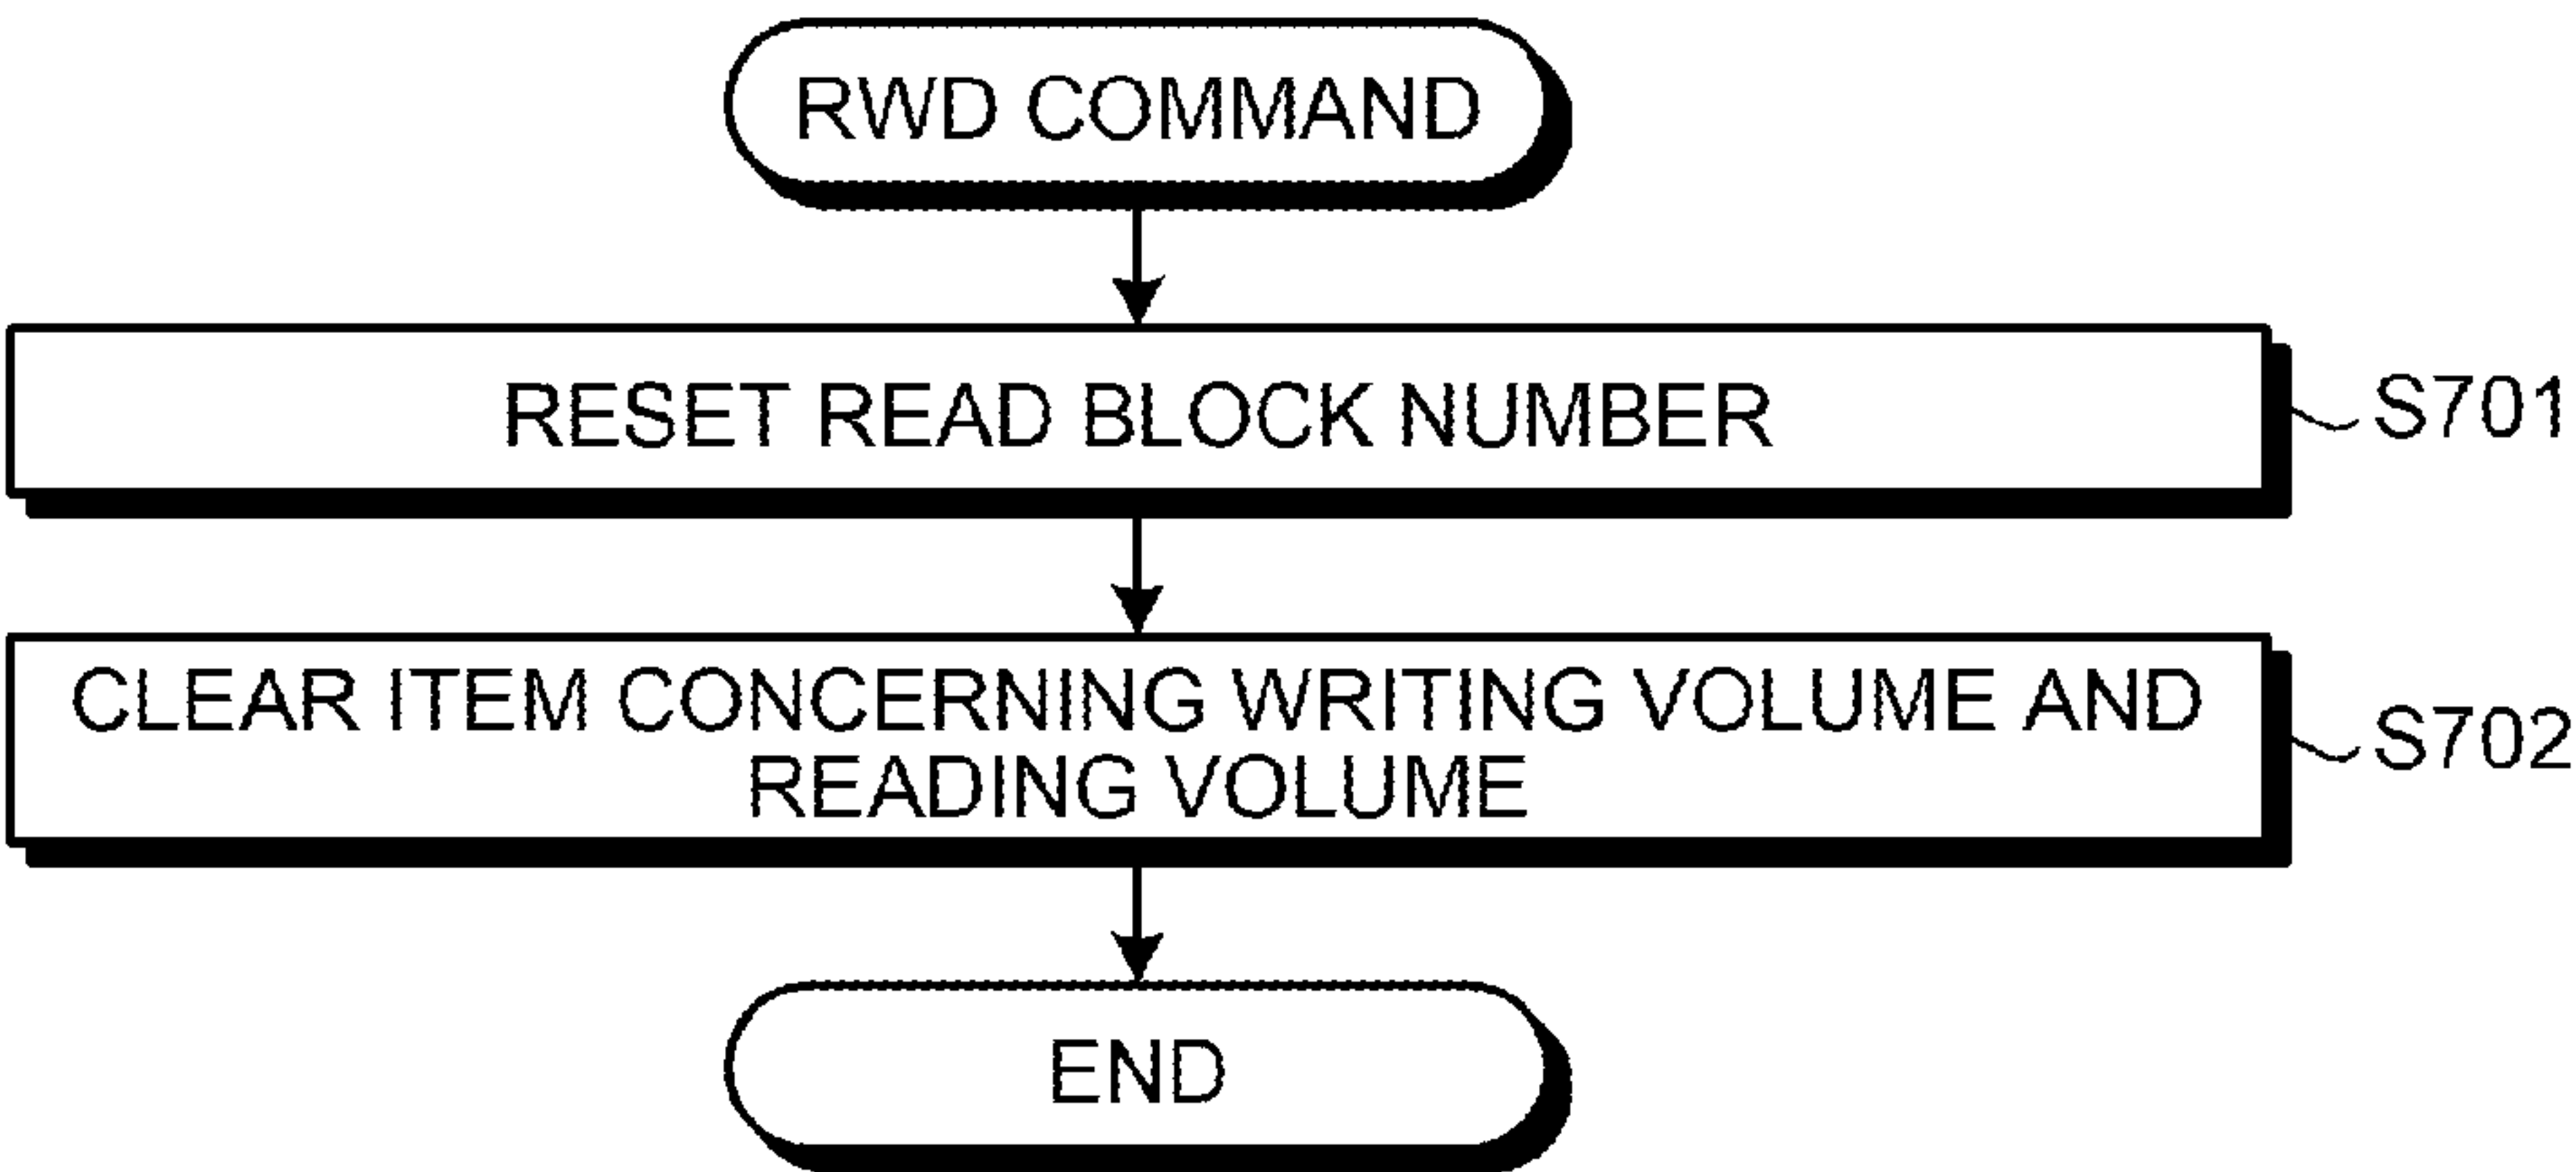 RWD COMMAND
RESET READ BLOCK NUMBER
S701
CLEAR ITEM CONCERNING WRITING VOLUME AND
READING VOLUME
S702
END